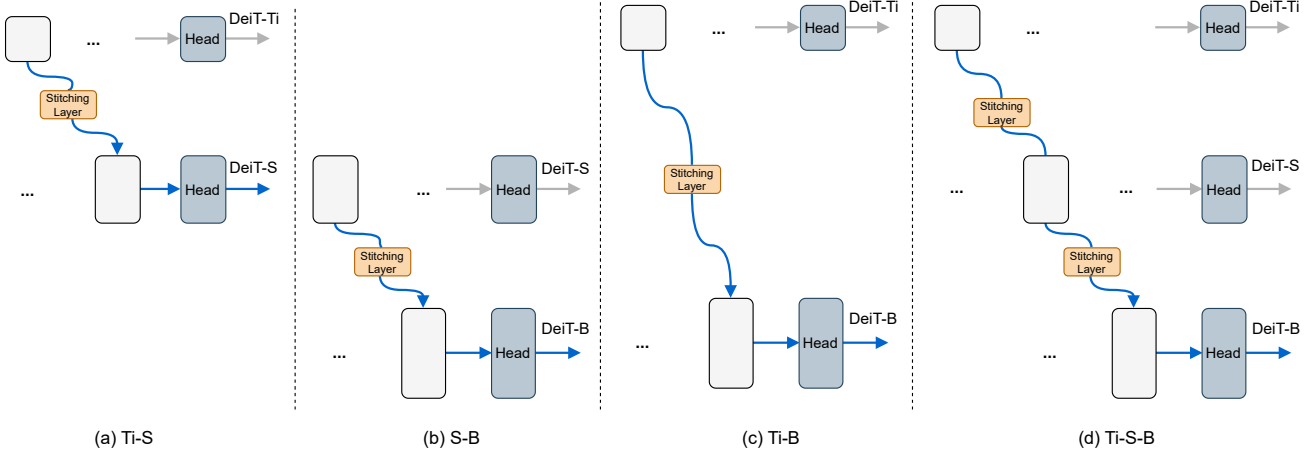 DeiT-Ti
...
Head
Stitching
Layer
DeiT-S
...
Head
(a) Ti-S
DeiT-S
...
Head
Stitching
Layer
DeiT-B
...
Head
(b) S-B
DeiT-Ti
...
Head
Stitching
Layer
DeiT-B
...
Head
(c) Ti-B
DeiT-Ti
...
Head
Stitching
Layer
DeiT-S
...
...
Head
Stitching
Layer
DeiT-B
...
Head
(d) Ti-S-B